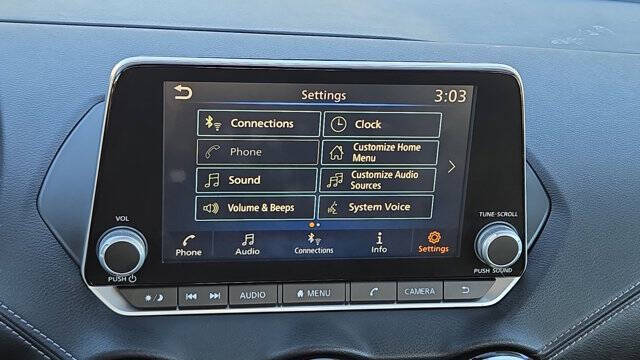 Settings
3:03
Connections
Clock
Phone
Customize Home
Menu
Sound
Customize Audio
Sources
Volume & Beeps
System Voice
Phone
Audio
Connections
Info
Settings
VOL
PUSH
TUNE·SCROLL
PUSH SOUND
AUDIO
MENU
CAMERA